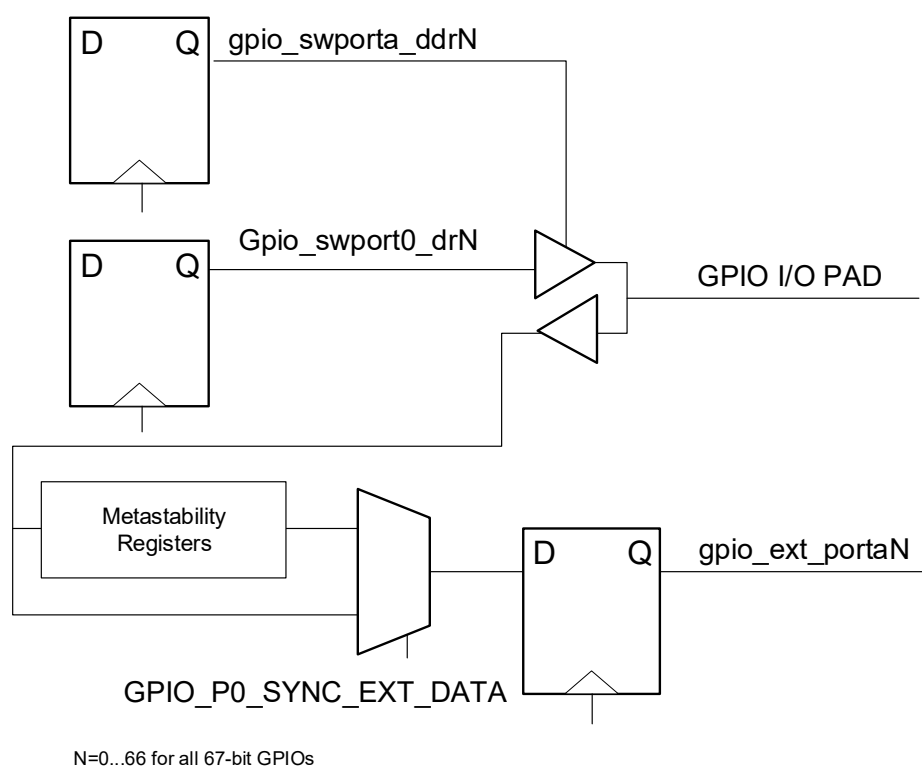 D Q gpio_swporta_ddrN
D Q Gpio_swport0_drN
GPIO I/O PAD
Metastability
Registers
D Q gpio_ext_portaN
GPIO_P0_SYNC_EXT_DATA
N=0...66 for all 67-bit GPIOs